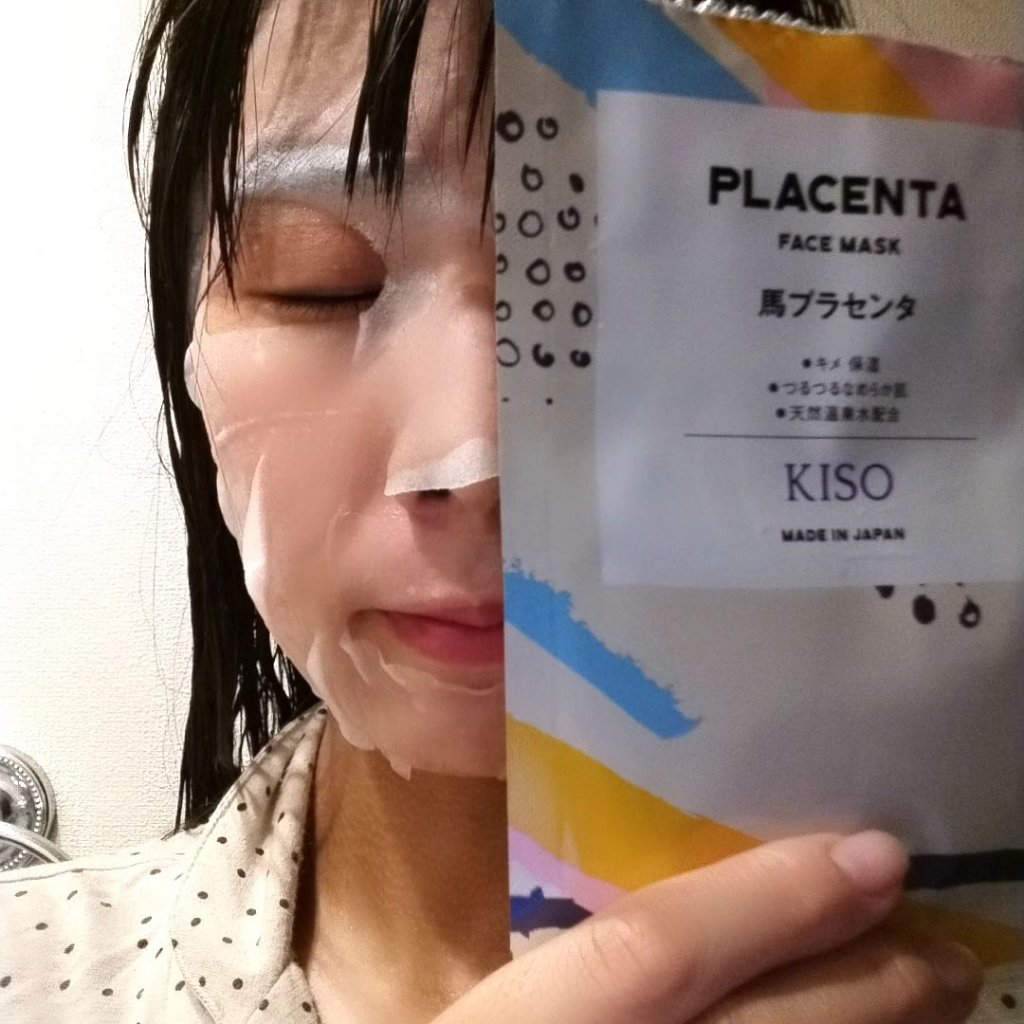 PLACENTA
FACE MASK
馬プラセンタ
●キメ 保湿
●つるつるなめらか肌
●天然温泉水配合
KISO
MADE IN JAPAN